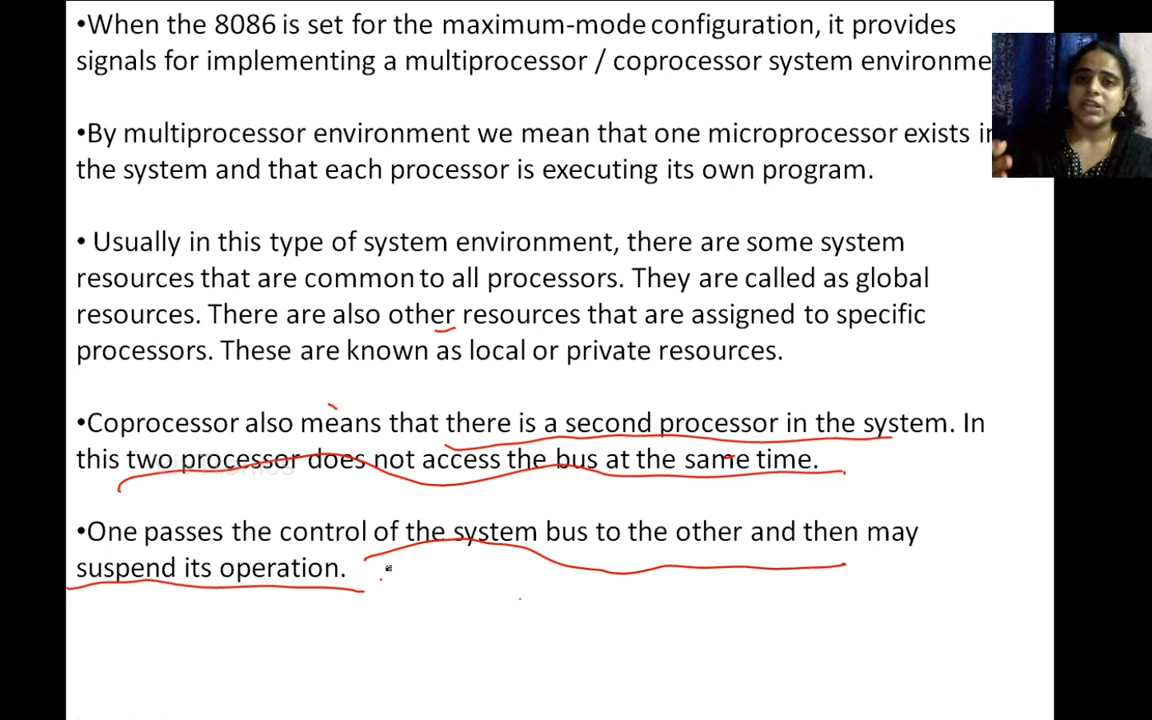 •When the 8086 is set for the maximum-mode configuration, it provides
signals for implementing a multiprocessor / coprocessor system environme
•By multiprocessor environment we mean that one microprocessor exists in
the system and that each processor is executing its own program.
• Usually in this type of system environment, there are some system
resources that are common to all processors. They are called as global
resources. There are also other resources that are assigned to specific
processors. These are known as local or private resources.
•Coprocessor also means that there is a second processor in the system. In
this two processor does not access the bus at the same time.
•One passes the control of the system bus to the other and then may
suspend its operation.